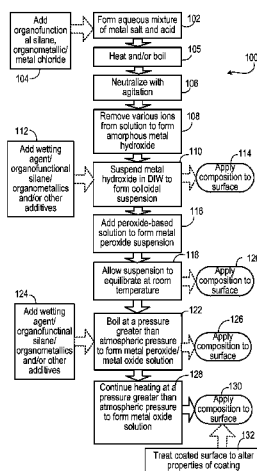 Add
organofunction
al silane,
organometallic/
metal chloride
104
Form aqueous mixture
of metal salt and acid
102
100
Heat and/or boil
105
Neutralize with
agitation
106
Remove various ions
from solution to form
amorphous metal
hydroxide
108
112
Add wetting
agent/
organofunctional
silane/
organometallics
and/or other
additives
110
Suspend metal
hydroxide in DIW to
form colloidal
suspension
114
Apply
composition to
surface
116
Add peroxide-based
solution to form metal
peroxide suspension
118
Allow suspension to
equilibrate at room
temperature
120
Apply
composition to
surface
124
Add wetting
agent/
organofunctinal
silane/
organometallics
and/or other
additives
122
Boil at a pressure
greater than
atmospheric pressure
to form metal peroxide/
metal oxide solution
126
Apply
composition to
surface
128
Continue heating at a
pressure greater than
atmospheric pressure
to form metal oxide
solution
130
Apply
composition to
surface
132
Treat coated surface to alter
properties of coating